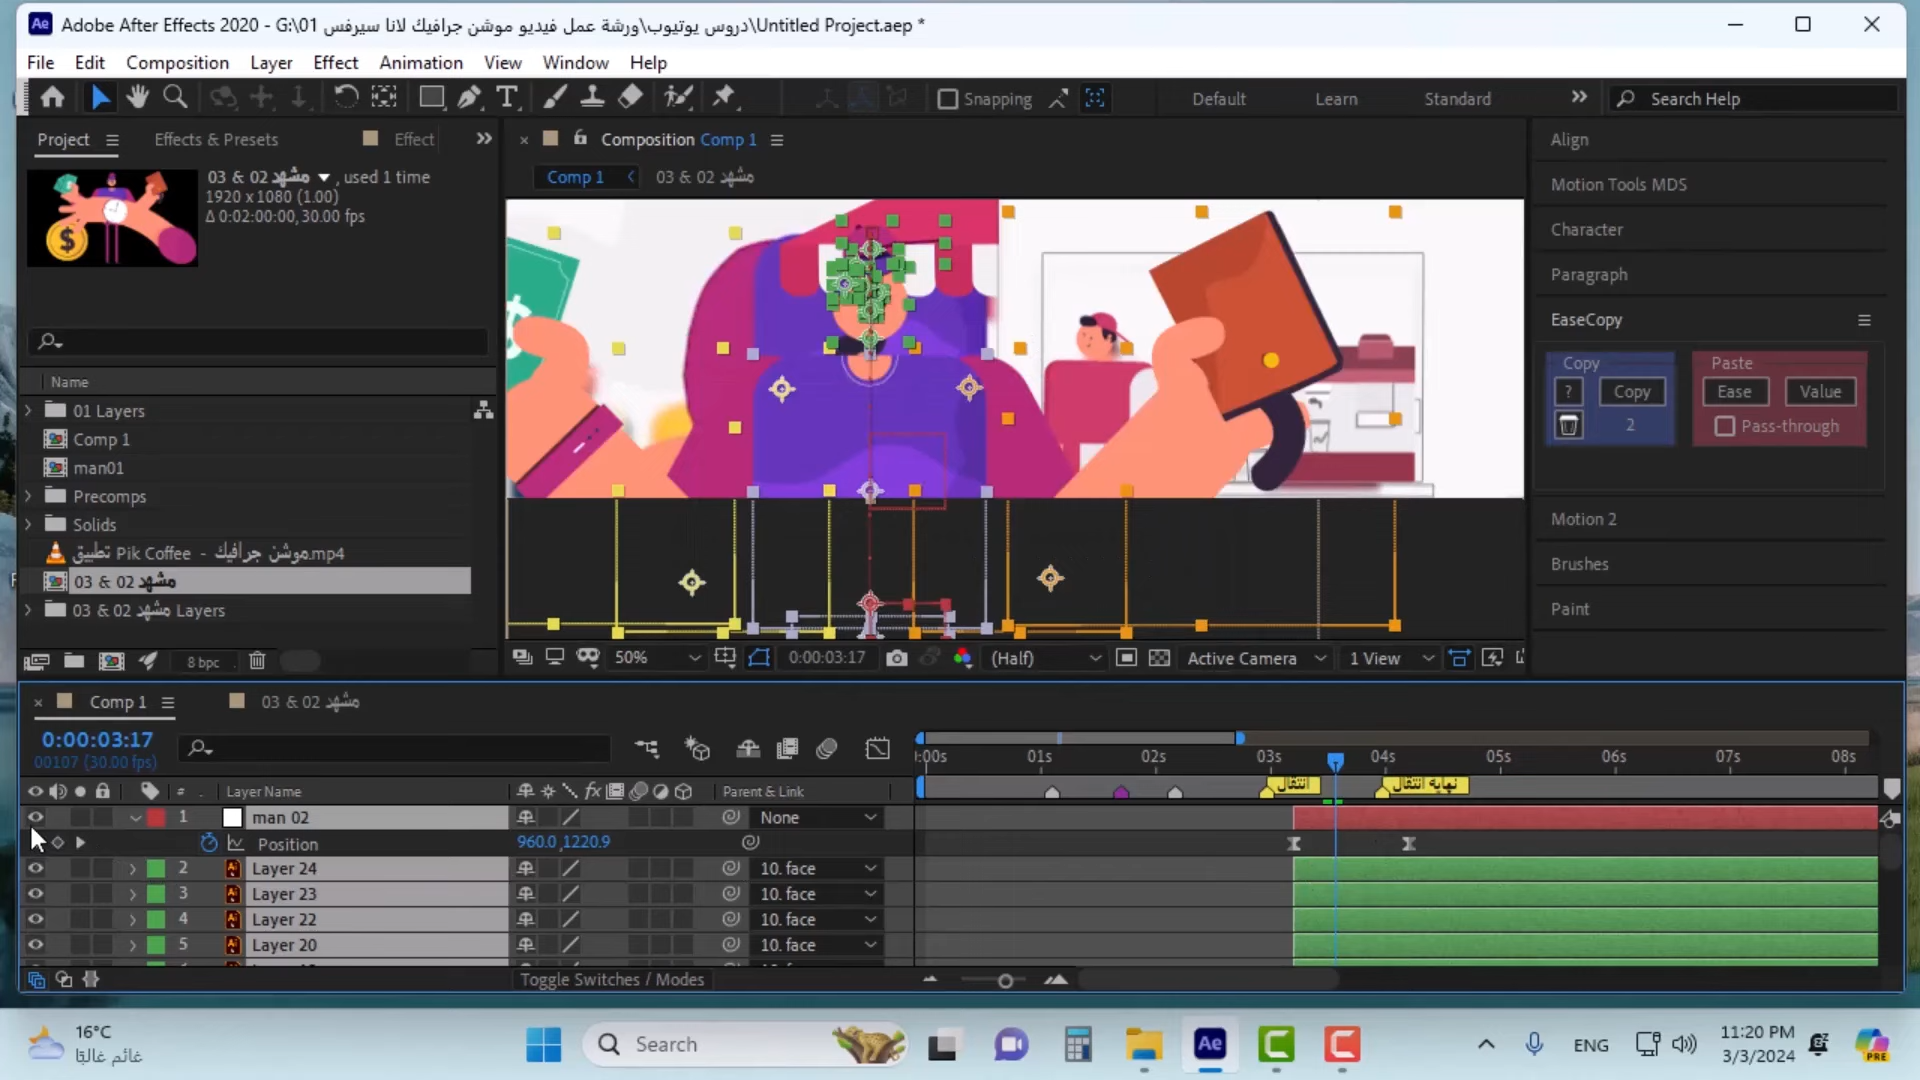 Adobe After Effects 2020 - G:\01 دروس يوتيوب\ورشة عمل فيديو موشن جرافيك لانا سيرفس\Untitled Project.aep *
File Edit Composition Layer Effect Animation View Window Help
Snapping Default Learn Standard Search Help
Project Effects & Presets Effect
Composition Comp 1
Comp 1 03 & 02 مشهد
03 & 02 مشهد , used 1 time
1920 x 1080 (1.00)
Δ 0:02:00:00, 30.00 fps
Name
01 Layers
Comp 1
man01
Precomps
Solids
تطبيق Pik Coffee - موشن جرافيك.mp4
03 & 02 مشهد
03 & 02 مشهد Layers
8 bpc
50% 0:00:03:17 (Half) Active Camera 1 View
Align
Motion Tools MDS
Character
Paragraph
EaseCopy
Copy Paste
? Copy Ease Value
2 Pass-through
Motion 2
Brushes
Paint
Comp 1 03 & 02 مشهد
0:00:03:17
00107 (30.00 fps)
:00s 01s 02s 03s 04s 05s 06s 07s 08s
انتقال نهاية انتقال
# Layer Name Parent & Link
1 man 02 None
Position 960.0,1220.9
2 Layer 24 10. face
3 Layer 23 10. face
4 Layer 22 10. face
5 Layer 20 10. face
Toggle Switches / Modes
16°C
غائم غالبًا
Search
ENG
11:20 PM
3/3/2024
PRE